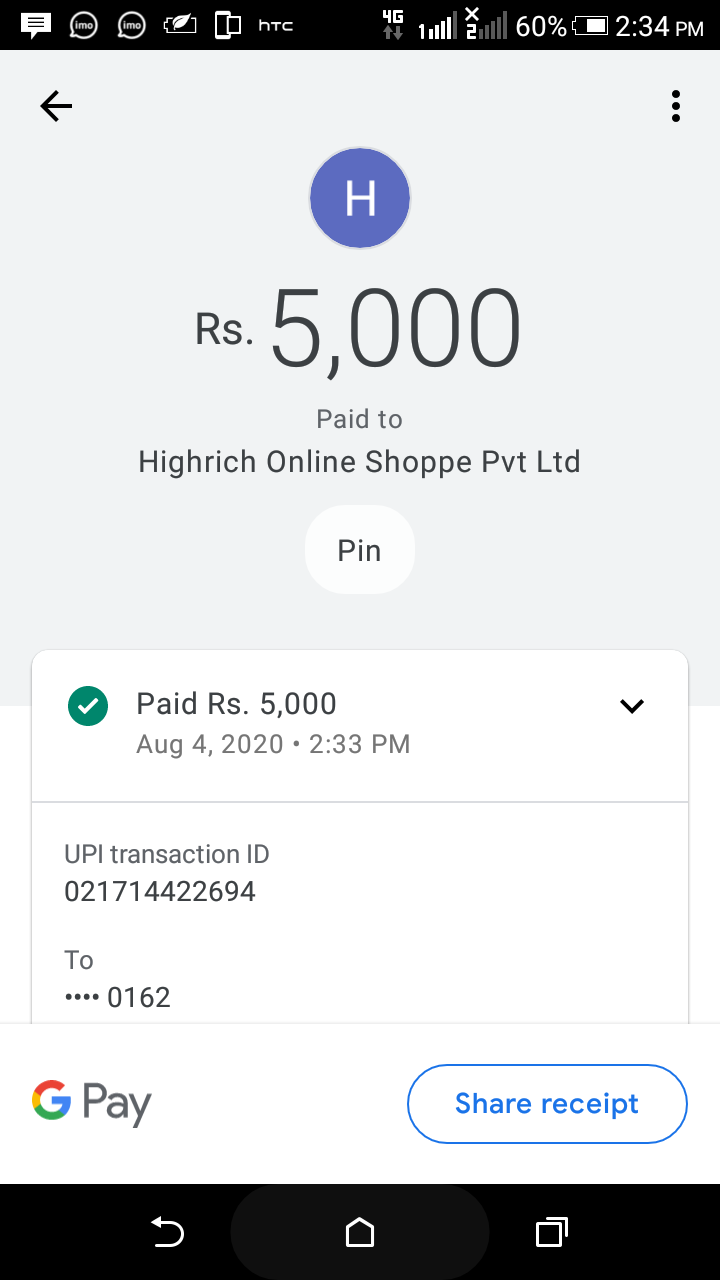 imo imo hTC 4G 1 2 60% 2:34 PM
H
Rs. 5,000
Paid to
Highrich Online Shoppe Pvt Ltd
Pin
Paid Rs. 5,000
Aug 4, 2020 • 2:33 PM
UPI transaction ID
021714422694
To
•••• 0162
G Pay
Share receipt